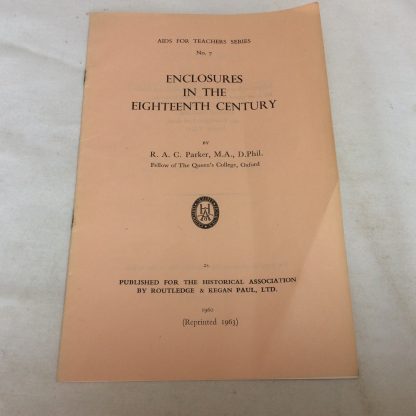 AIDS FOR TEACHERS SERIES
No. 7
ENCLOSURES
IN THE
EIGHTEENTH CENTURY
BY
R. A. C. Parker, M.A., D.Phil.
Fellow of The Queen's College, Oxford
PUBLISHED FOR THE HISTORICAL ASSOCIATION
BY ROUTLEDGE & KEGAN PAUL, LTD.
1960
(Reprinted 1963)